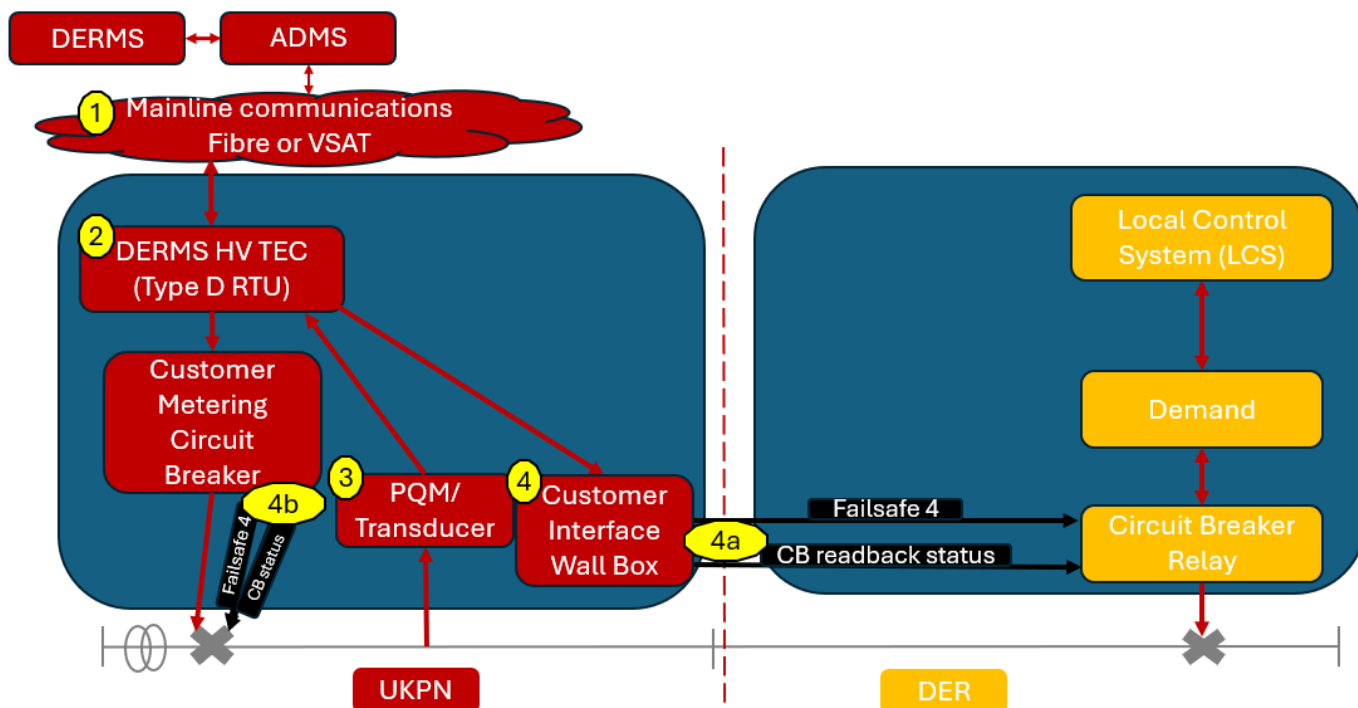 DERMS
ADMS
1
Mainline communications
Fibre or VSAT
2
DERMS HV TEC
(Type D RTU)
Customer
Metering
Circuit
Breaker
4b
Failsafe 4
CB status
3
PQM/
Transducer
4
Customer
Interface
Wall Box
4a
Failsafe 4
CB readback status
Local Control
System (LCS)
Demand
Circuit Breaker
Relay
UKPN
DER